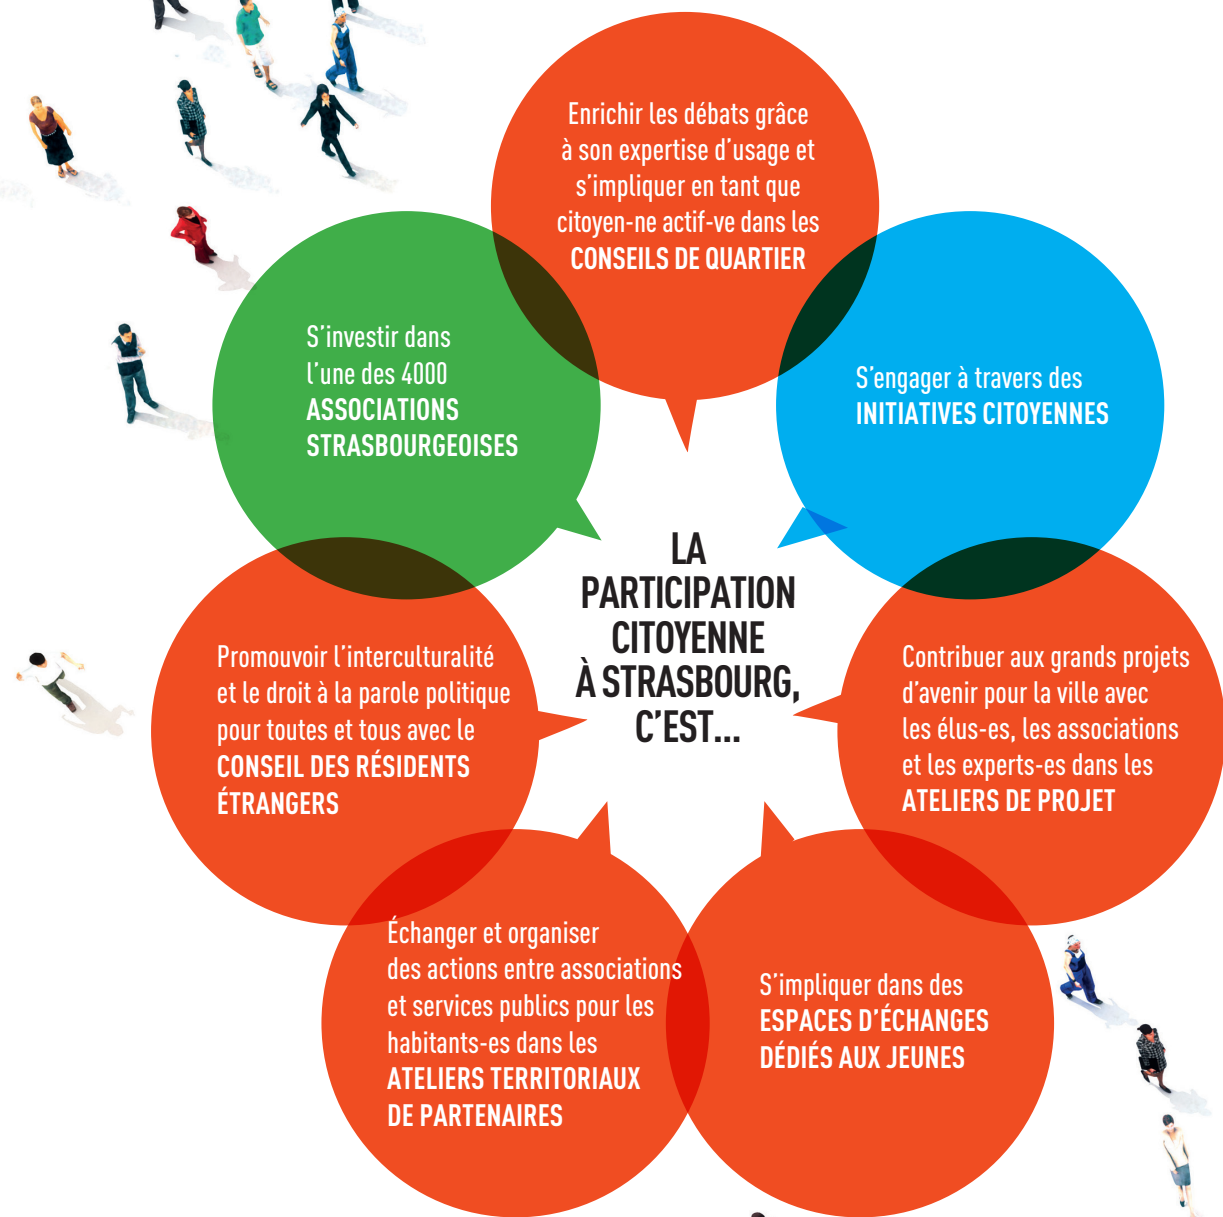 Enrichir les débats grâce
à son expertise d'usage et
s'impliquer en tant que
citoyen-ne actif-ve dans les
CONSEILS DE QUARTIER
S'investir dans
l'une des 4000
ASSOCIATIONS
STRASBOURGEOISES
S'engager à travers des
INITIATIVES CITOYENNES
LA
PARTICIPATION
CITOYENNE
À STRASBOURG,
C'EST...
Promouvoir l'interculturalité
et le droit à la parole politique
pour toutes et tous avec le
CONSEIL DES RÉSIDENTS
ÉTRANGERS
Contribuer aux grands projets
d'avenir pour la ville avec
les élus-es, les associations
et les experts-es dans les
ATELIERS DE PROJET
Échanger et organiser
des actions entre associations
et services publics pour les
habitants-es dans les
ATELIERS TERRITORIAUX
DE PARTENAIRES
S'impliquer dans des
ESPACES D'ÉCHANGES
DÉDIÉS AUX JEUNES